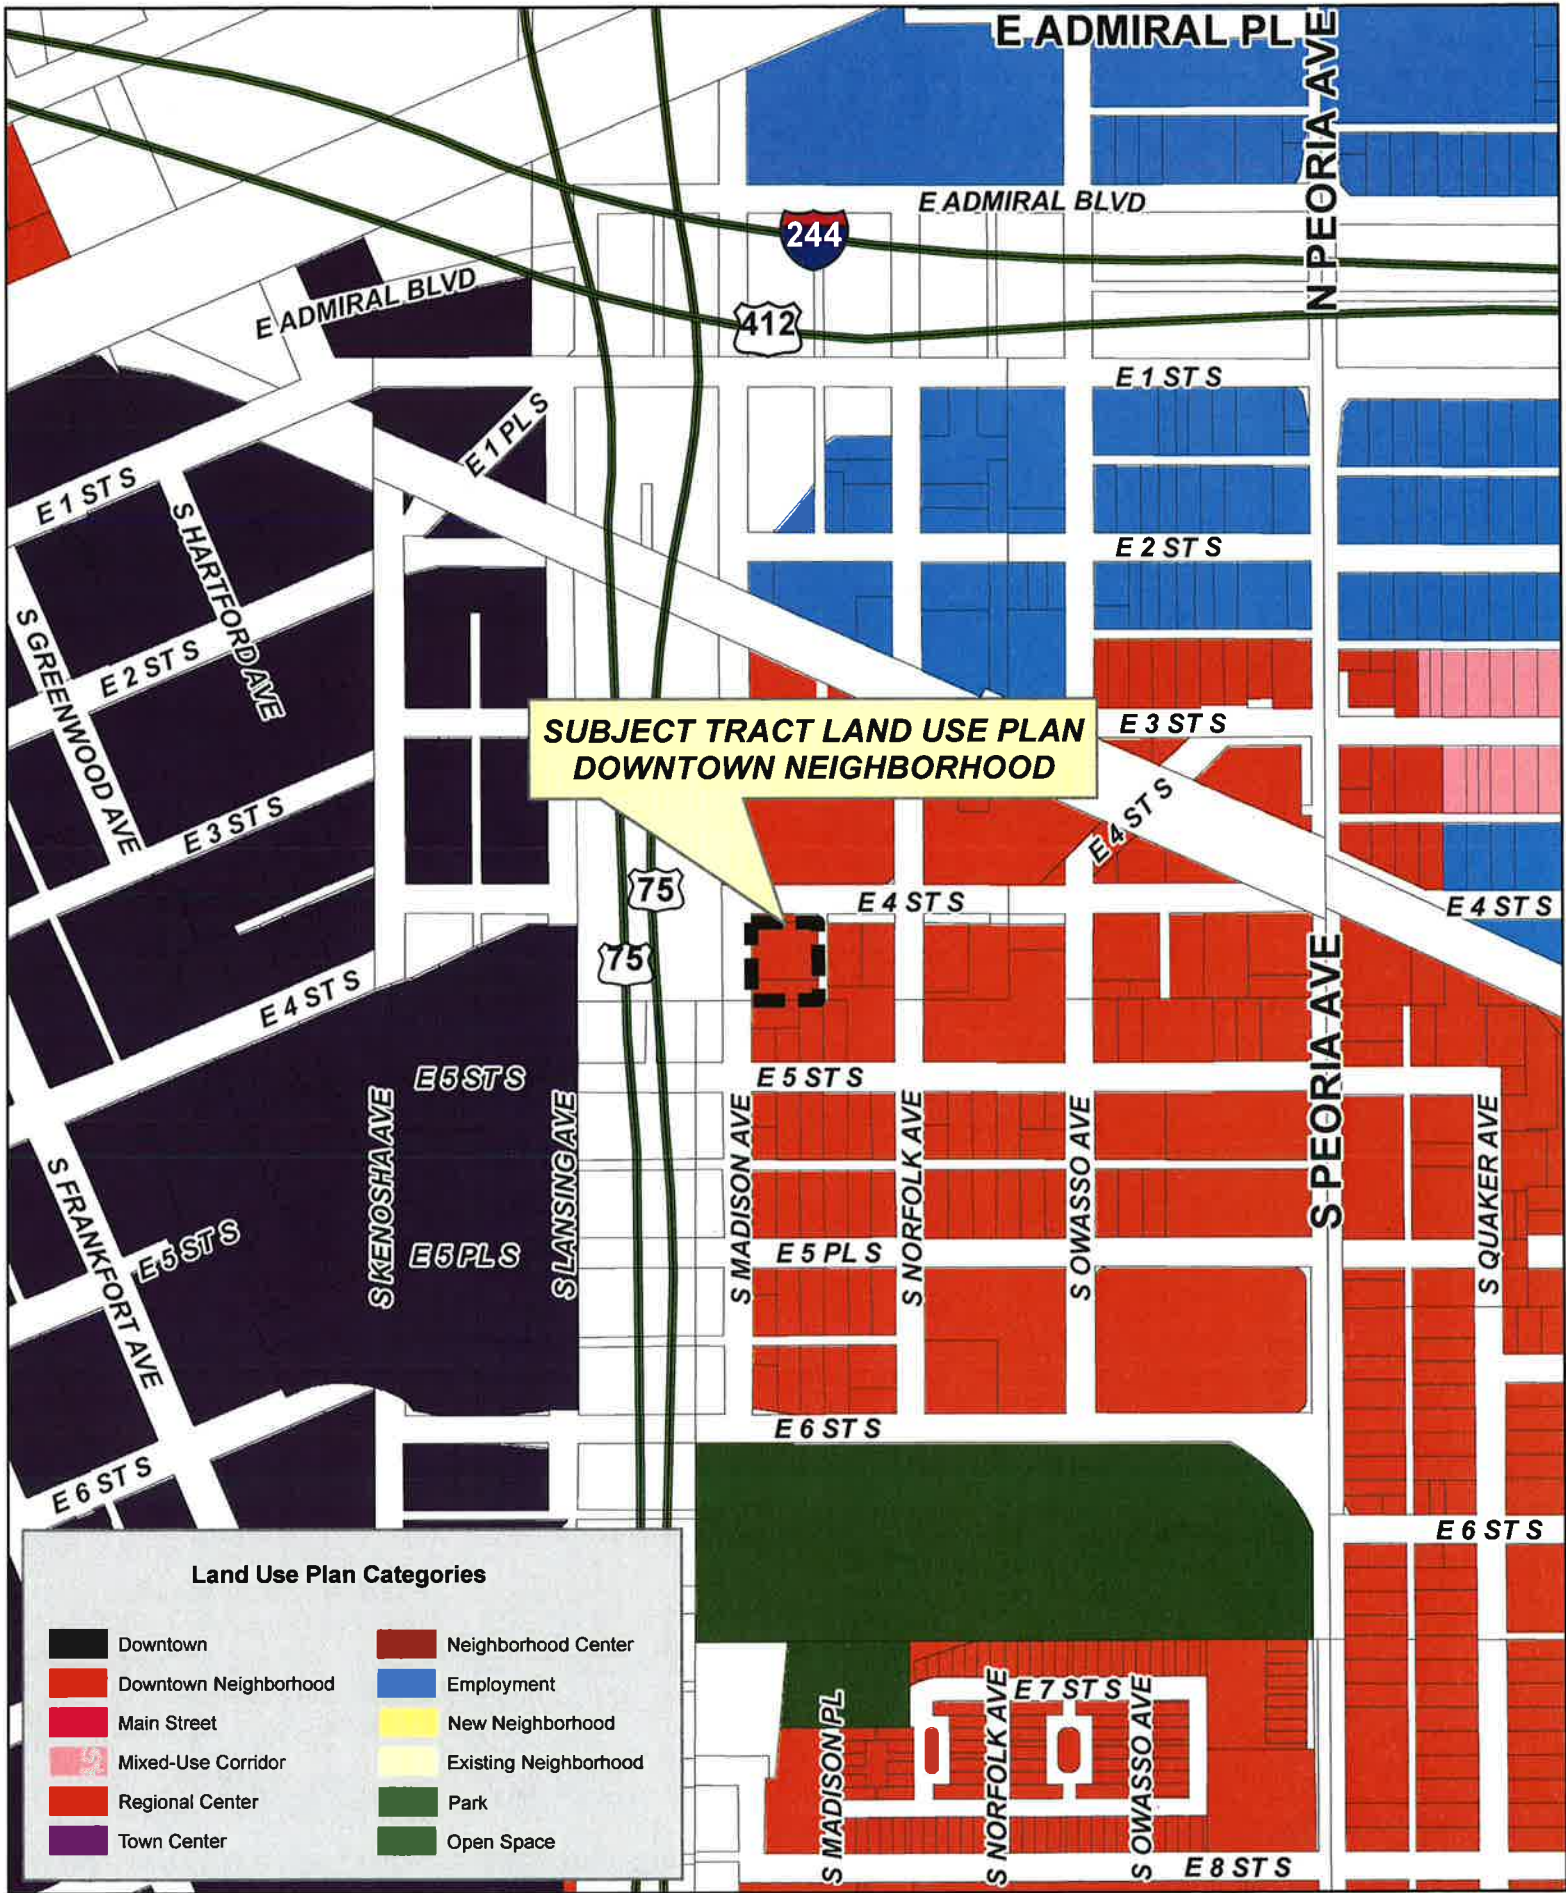 E ADMIRAL PL
N PEORIA AVE
E ADMIRAL BLVD
244
E ADMIRAL BLVD
412
E 1 ST S
E 1 PL S
E 1 ST S
S HARTFORD AVE
E 2 ST S
S GREENWOOD AVE
E 2 ST S
SUBJECT TRACT LAND USE PLAN
DOWNTOWN NEIGHBORHOOD
E 3 ST S
E 3 ST S
E 4 ST S
75
E 4 ST S
E 4 ST S
75
E 4 ST S
S PEORIA AVE
E 5 ST S
E 5 ST S
S KENOSHA AVE
S LANSING AVE
S MADISON AVE
S NORFOLK AVE
S OWASSO AVE
S QUAKER AVE
S FRANKFORT AVE
E 5 ST S
E 5 PL S
E 5 PL S
E 6 ST S
E 6 ST S
E 6 ST S
Land Use Plan Categories
Downtown
Downtown Neighborhood
Main Street
Mixed-Use Corridor
Regional Center
Town Center
Neighborhood Center
Employment
New Neighborhood
Existing Neighborhood
Park
Open Space
E 7 ST S
S MADISON PL
S NORFOLK AVE
S OWASSO AVE
E 8 ST S